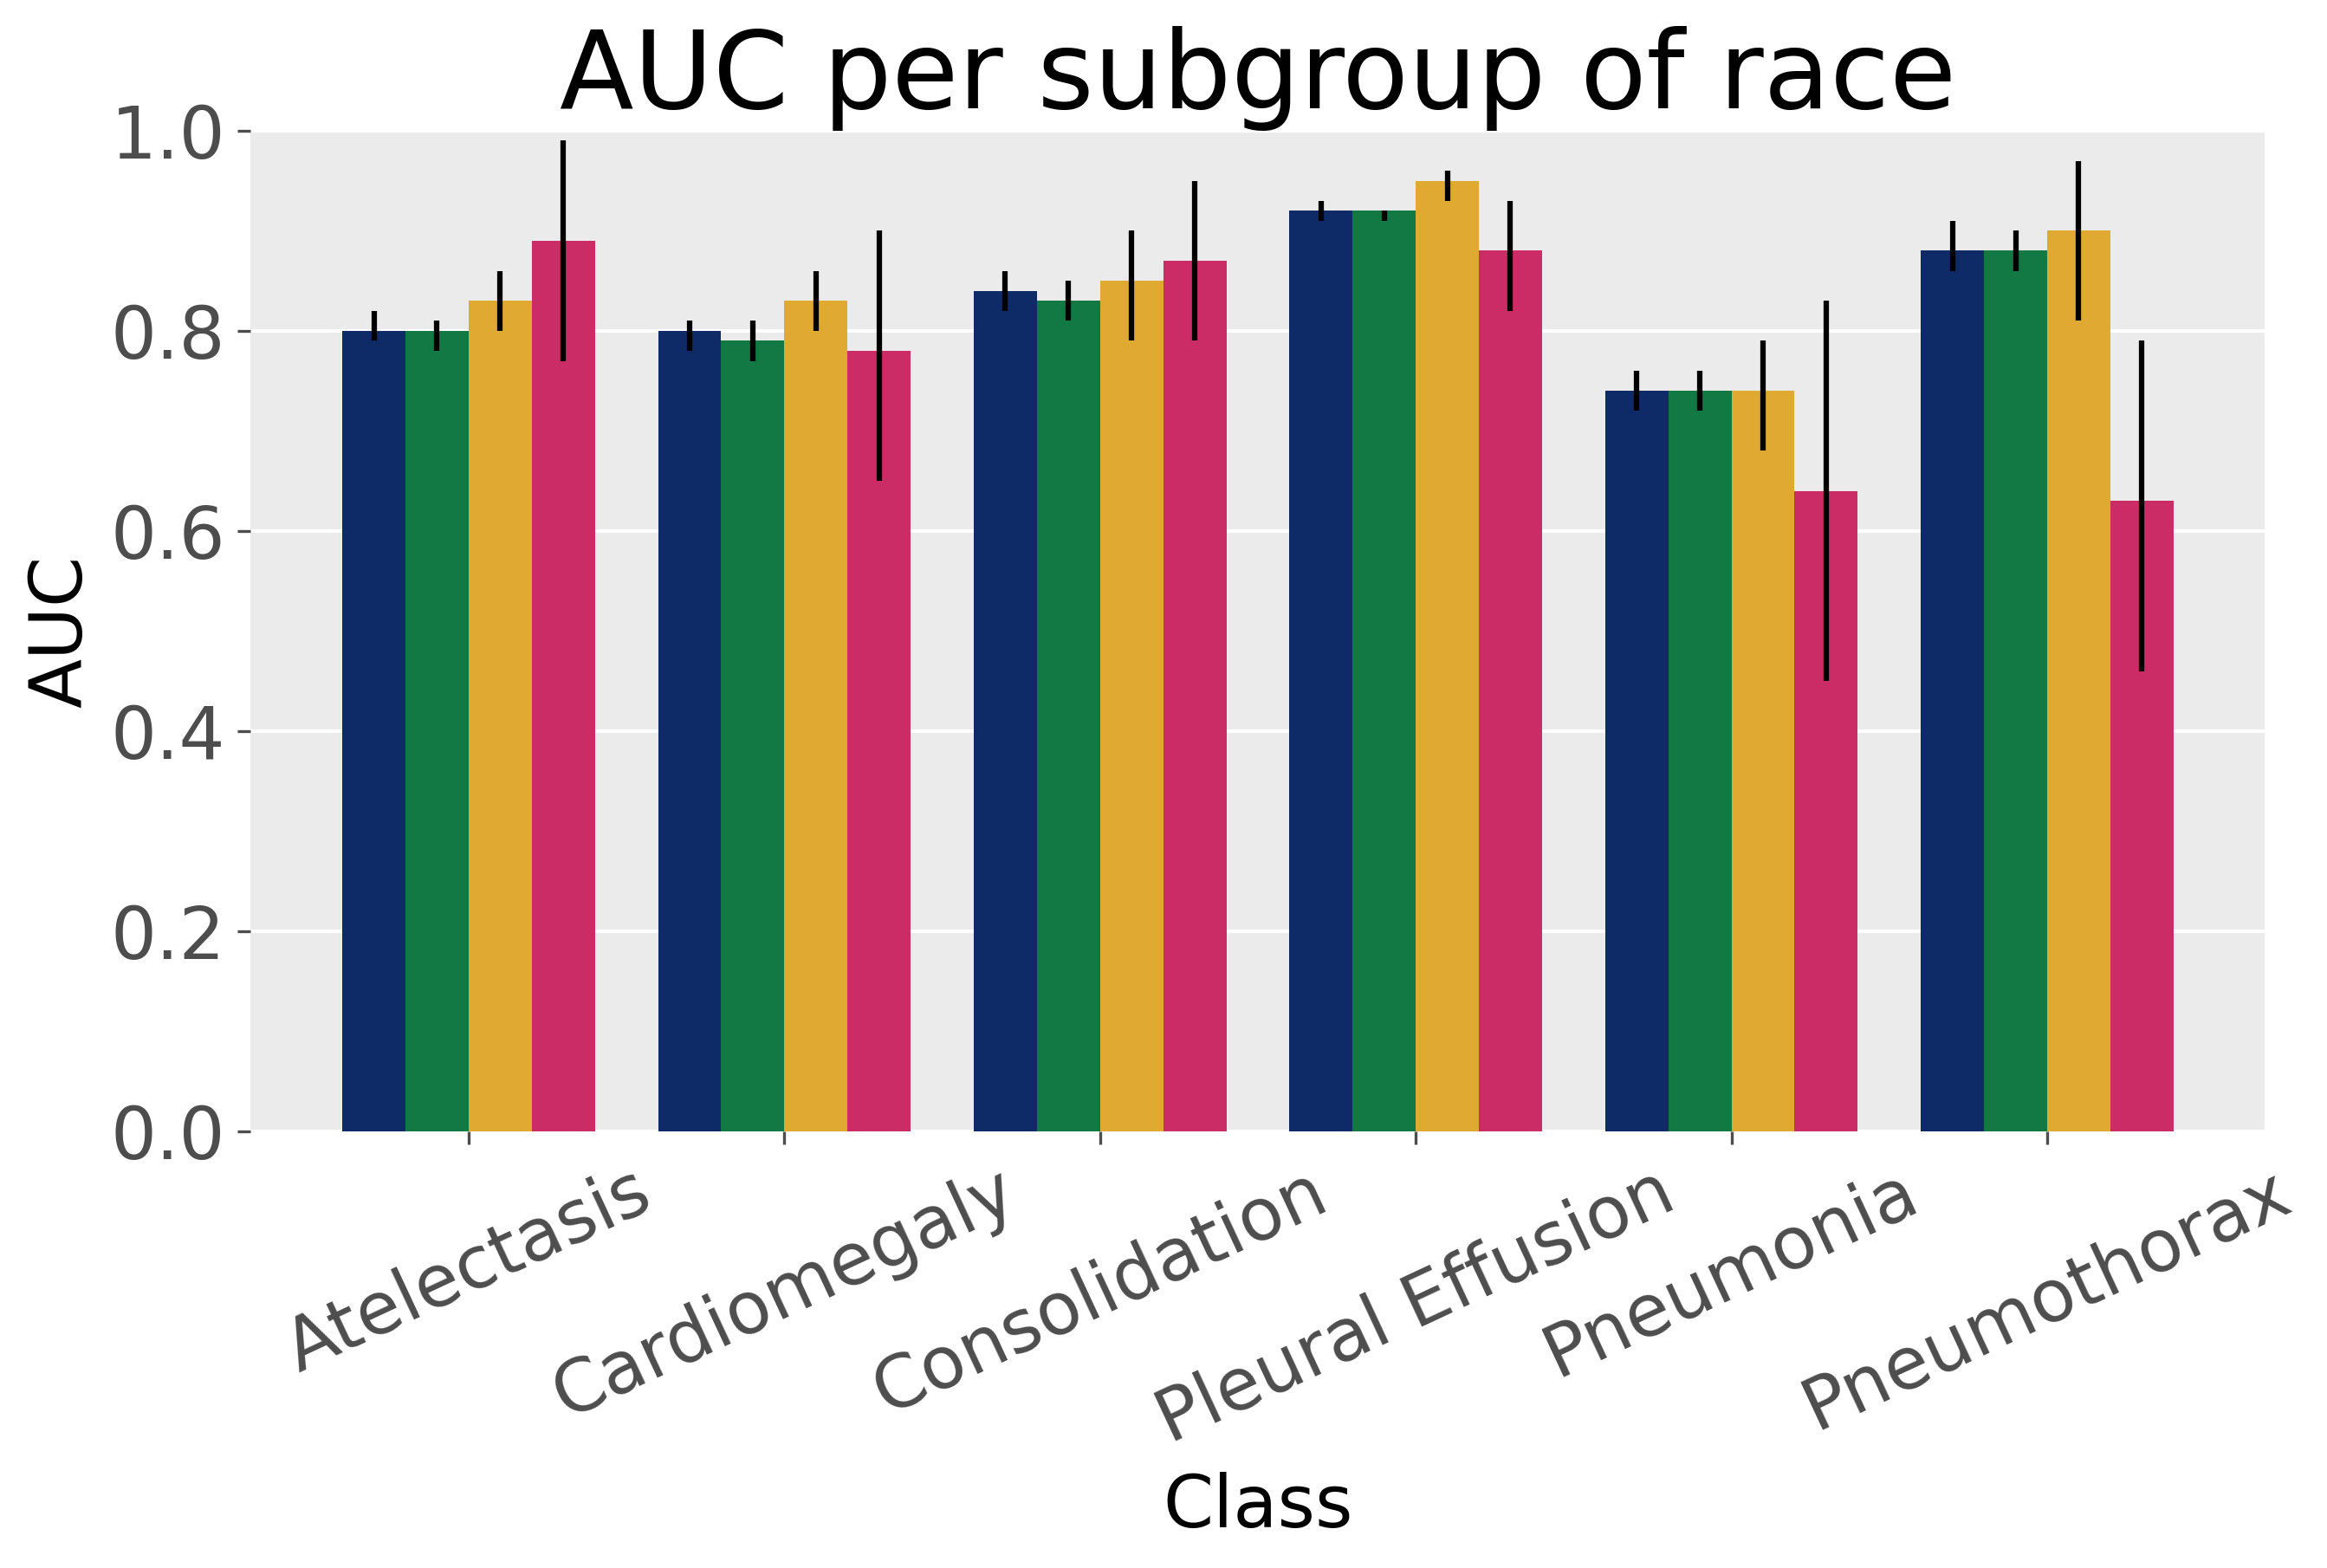 AUC per subgroup of race
1.0
0.8
0.6
0.4
0.2
0.0
AUC
Atelectasis
Cardiomegaly
Consolidation
Pleural Effusion
Pneumonia
Pneumothorax
Class